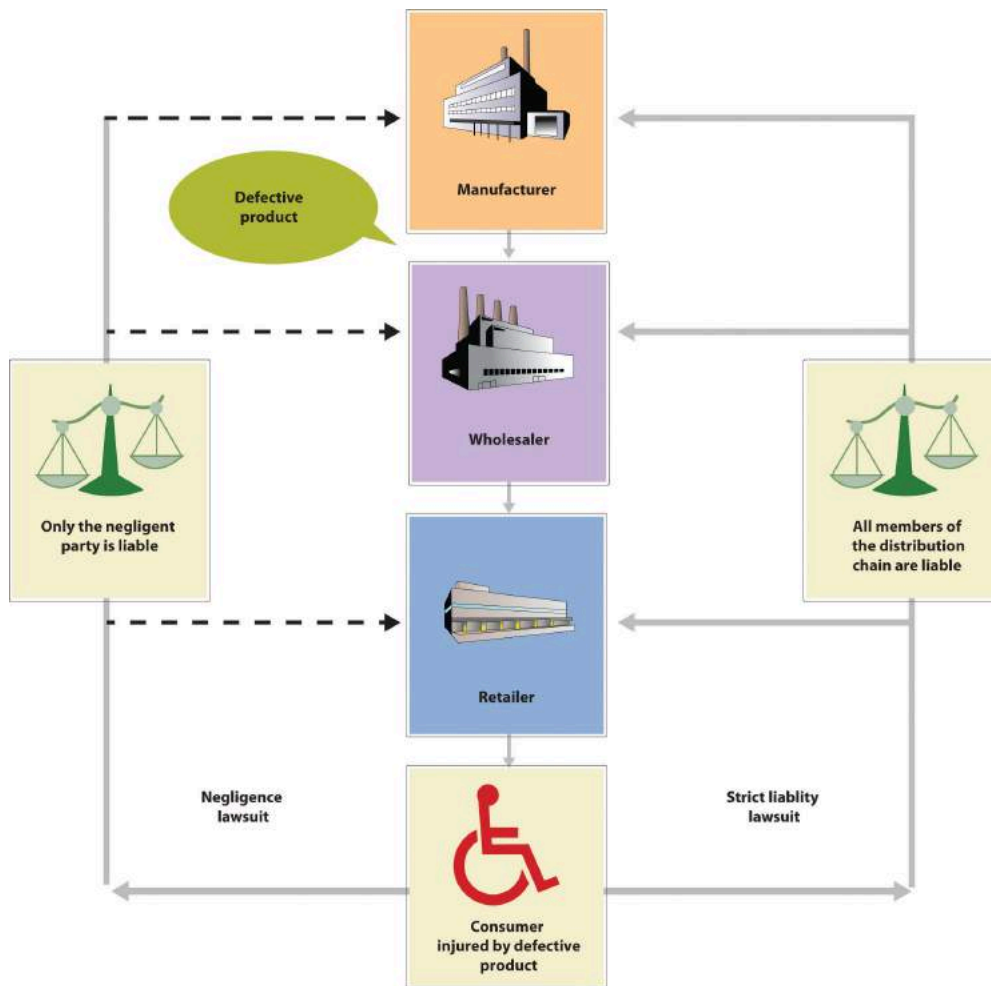 Manufacturer
Defective
product
Wholesaler
Only the negligent
party is liable
All members of
the distribution
chain are liable
Retailer
Negligence
lawsuit
Strict liablity
lawsuit
Consumer
injured by defective
product